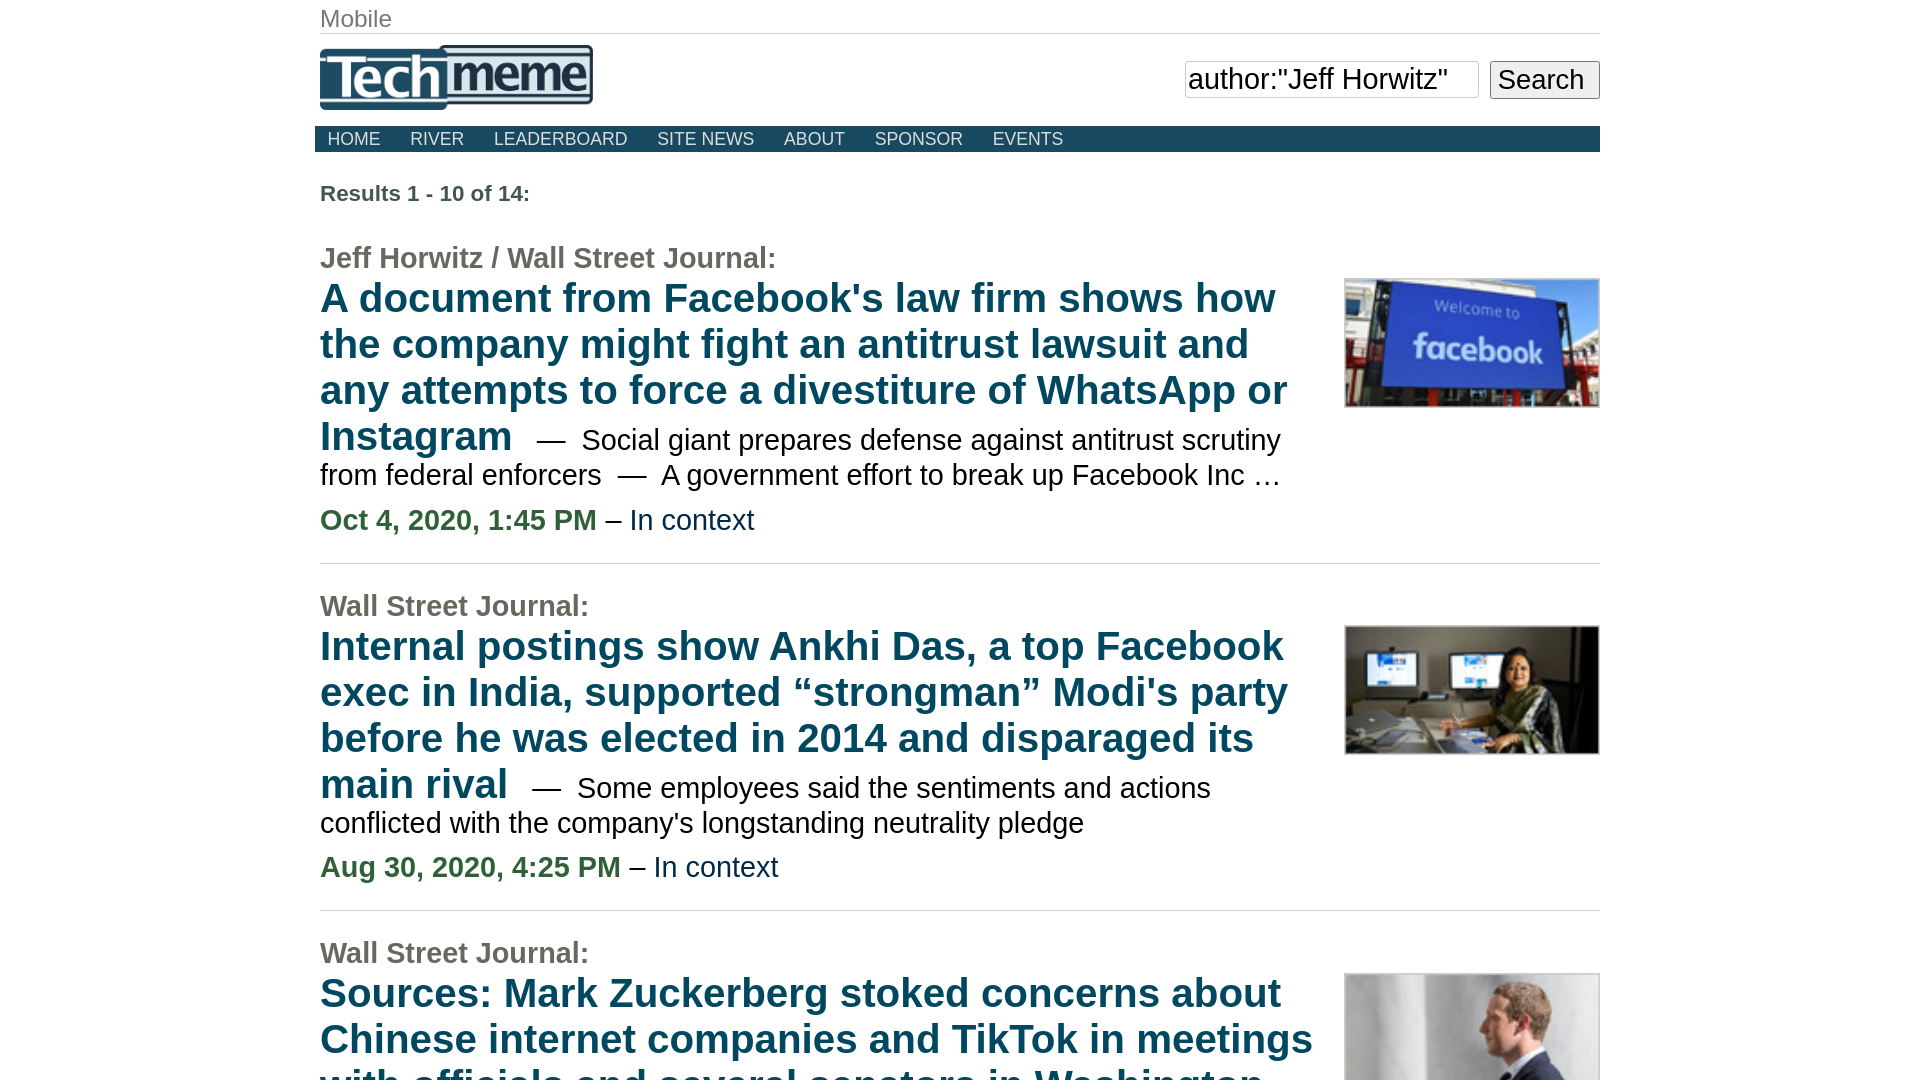 Mobile
Techmeme
author:"Jeff Horwitz" Search
HOME RIVER LEADERBOARD SITE NEWS ABOUT SPONSOR EVENTS
Results 1 - 10 of 14:
Jeff Horwitz / Wall Street Journal:
A document from Facebook's law firm shows how
the company might fight an antitrust lawsuit and
any attempts to force a divestiture of WhatsApp or
Instagram — Social giant prepares defense against antitrust scrutiny
from federal enforcers — A government effort to break up Facebook Inc …
Welcome to
facebook
Oct 4, 2020, 1:45 PM – In context
Wall Street Journal:
Internal postings show Ankhi Das, a top Facebook
exec in India, supported “strongman” Modi's party
before he was elected in 2014 and disparaged its
main rival — Some employees said the sentiments and actions
conflicted with the company's longstanding neutrality pledge
Aug 30, 2020, 4:25 PM – In context
Wall Street Journal:
Sources: Mark Zuckerberg stoked concerns about
Chinese internet companies and TikTok in meetings
with officials and several senators in Washington